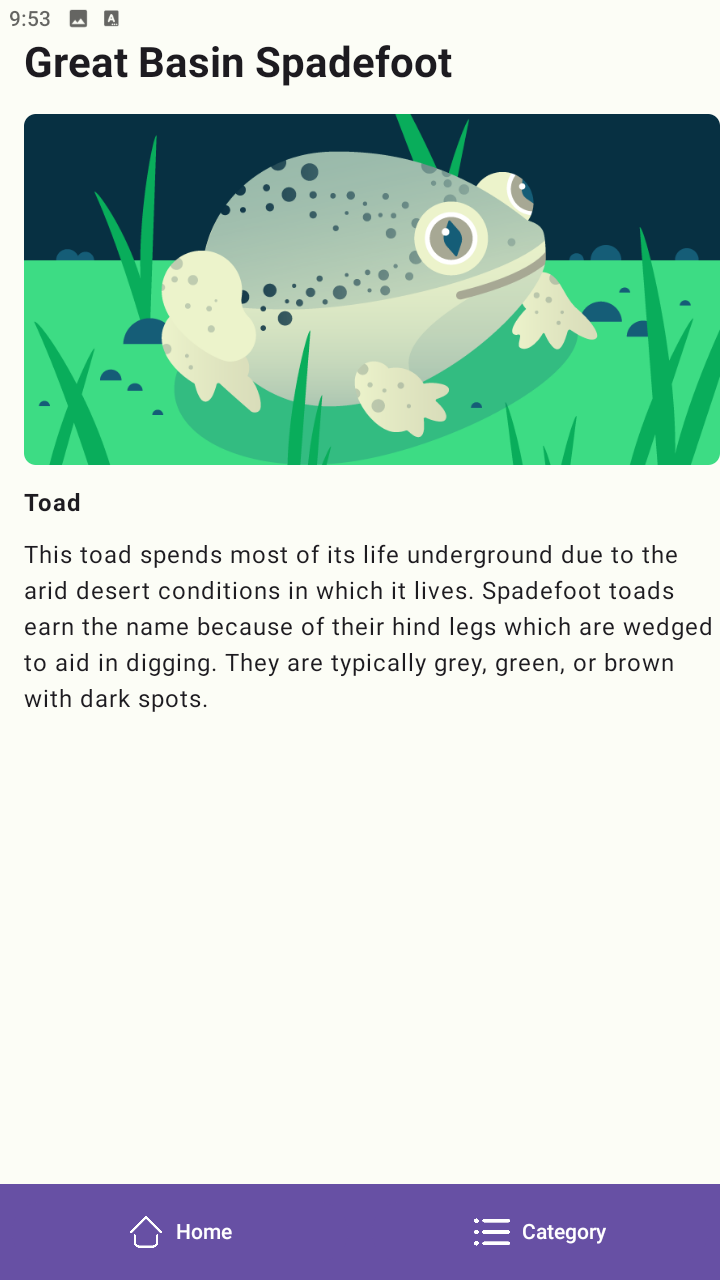 9:53
Great Basin Spadefoot
Toad
This toad spends most of its life underground due to the
arid desert conditions in which it lives. Spadefoot toads
earn the name because of their hind legs which are wedged
to aid in digging. They are typically grey, green, or brown
with dark spots.
Home
Category